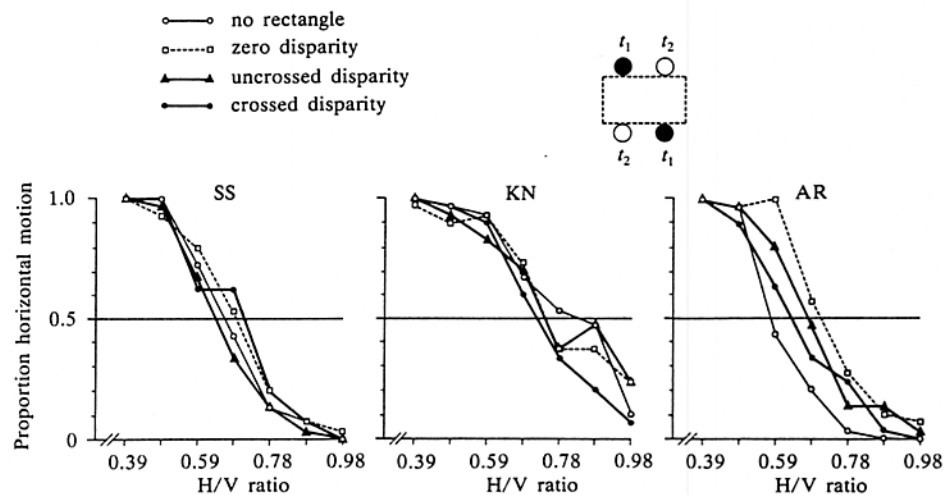 no rectangle
zero disparity
uncrossed disparity
crossed disparity
t1 t2
t2 t1
SS KN AR
Proportion horizontal motion
1.0
0.5
0
0.39 0.59 0.78 0.98 0.39 0.59 0.78 0.98 0.39 0.59 0.78 0.98
H/V ratio H/V ratio H/V ratio